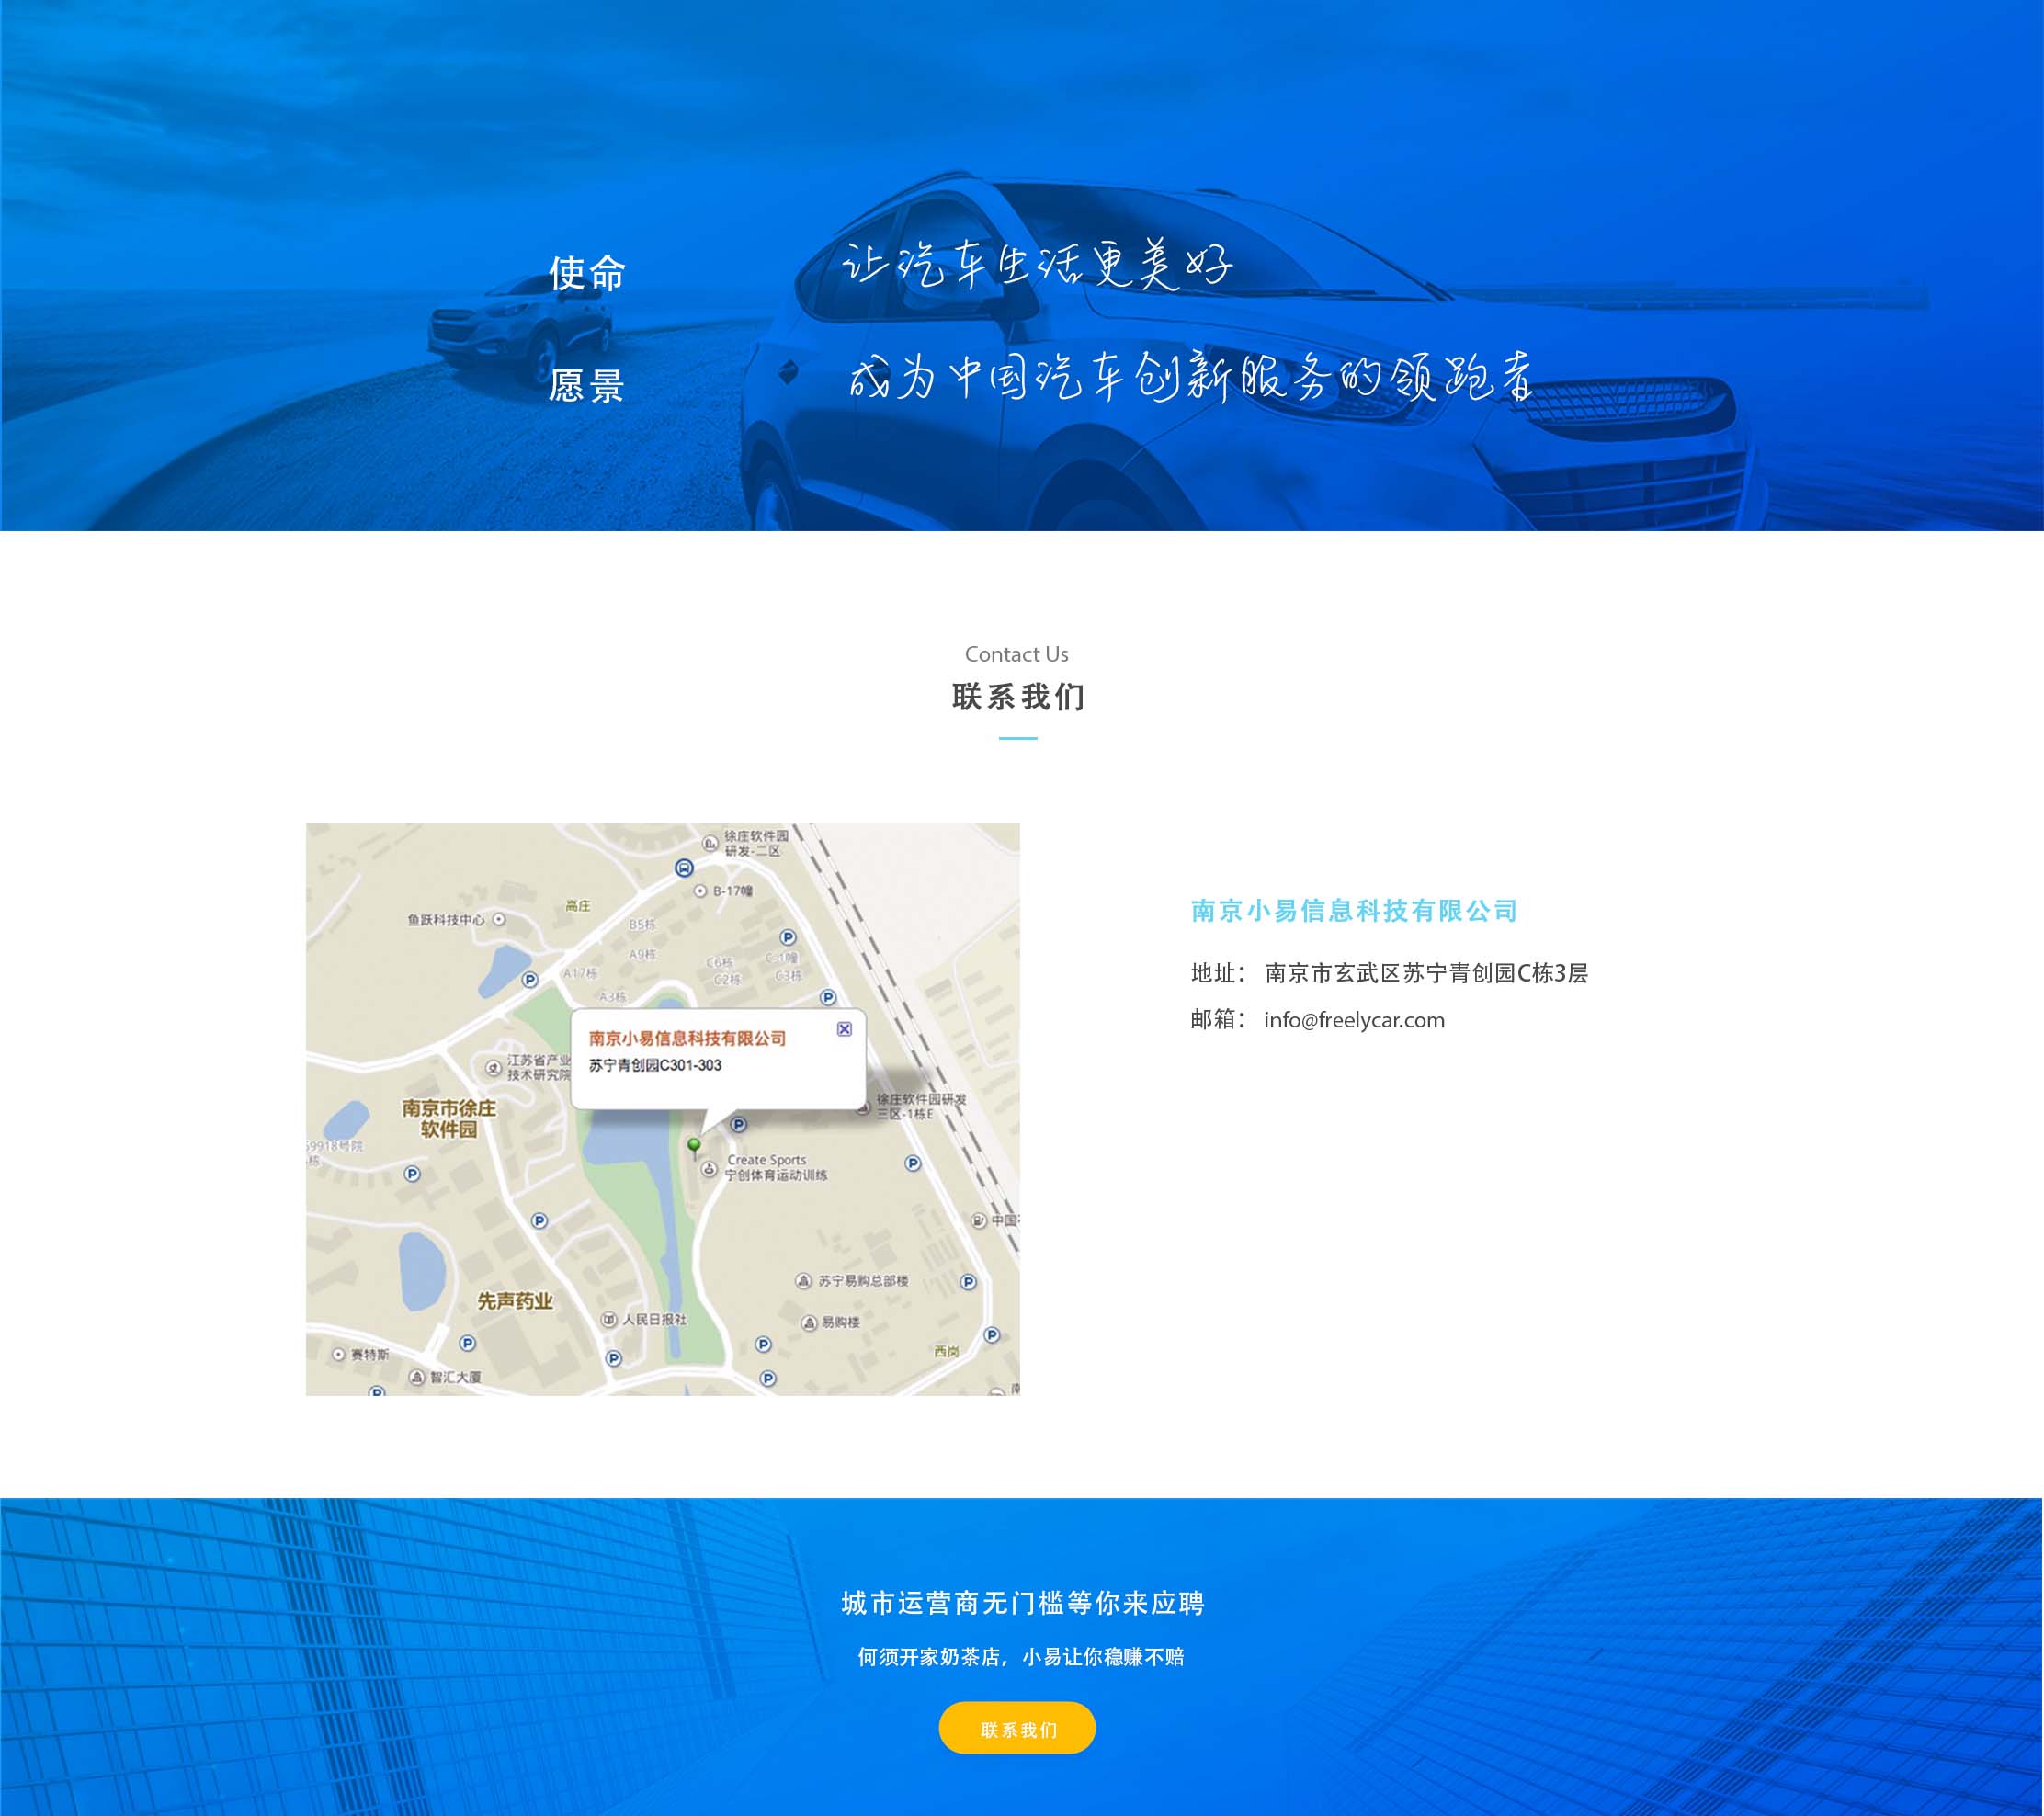 使命
让汽车生活更美好
愿景
成为中国汽车创新服务的领跑者
Contact Us
联系我们
徐庄软件园
研发-二区
B-17幢
高庄
鱼跃科技中心
B5栋
A9栋
C6栋
C2栋
C3栋
A17栋
A3栋
南京小易信息科技有限公司
苏宁青创园C301-303
江苏省产业
技术研究院
南京市徐庄
软件园
徐庄软件园研发
三区-1栋E
9918号院
栋
Create Sports
宁创体育运动训练
中国
苏宁易购总部楼
先声药业
人民日报社
易购楼
西岗
赛特斯
智汇大厦
南京小易信息科技有限公司
地址： 南京市玄武区苏宁青创园C栋3层
邮箱： info@freelycar.com
城市运营商无门槛等你来应聘
何须开家奶茶店，小易让你稳赚不赔
联系我们